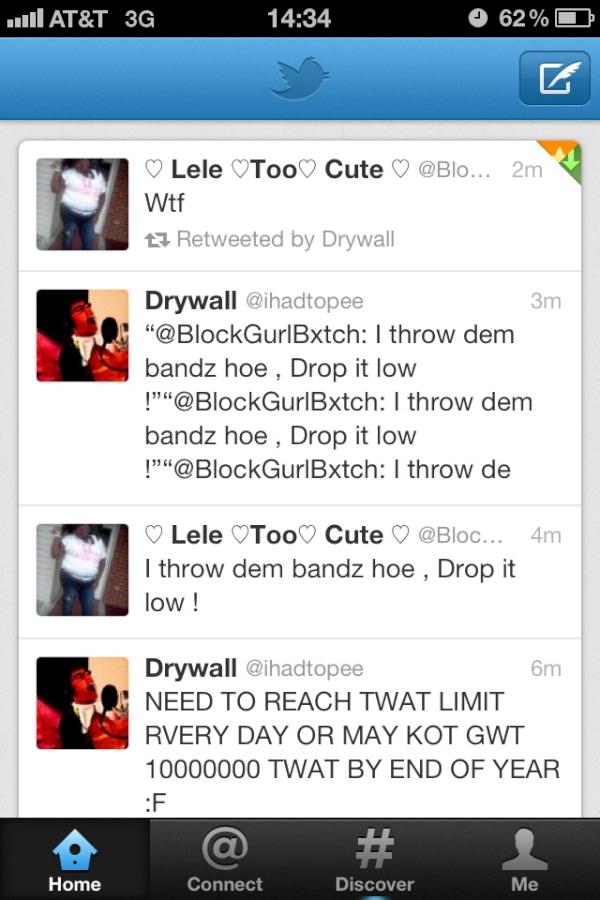 AT&T 3G 14:34 62%
♡ Lele ♡Too♡ Cute ♡ @Blo... 2m
Wtf
Retweeted by Drywall
Drywall @ihadtopee 3m
“@BlockGurlBxtch: I throw dem
bandz hoe , Drop it low
!”“@BlockGurlBxtch: I throw dem
bandz hoe , Drop it low
!”“@BlockGurlBxtch: I throw de
♡ Lele ♡Too♡ Cute ♡ @Bloc... 4m
I throw dem bandz hoe , Drop it
low !
Drywall @ihadtopee 6m
NEED TO REACH TWAT LIMIT
RVERY DAY OR MAY KOT GWT
10000000 TWAT BY END OF YEAR
:F
Home Connect Discover Me